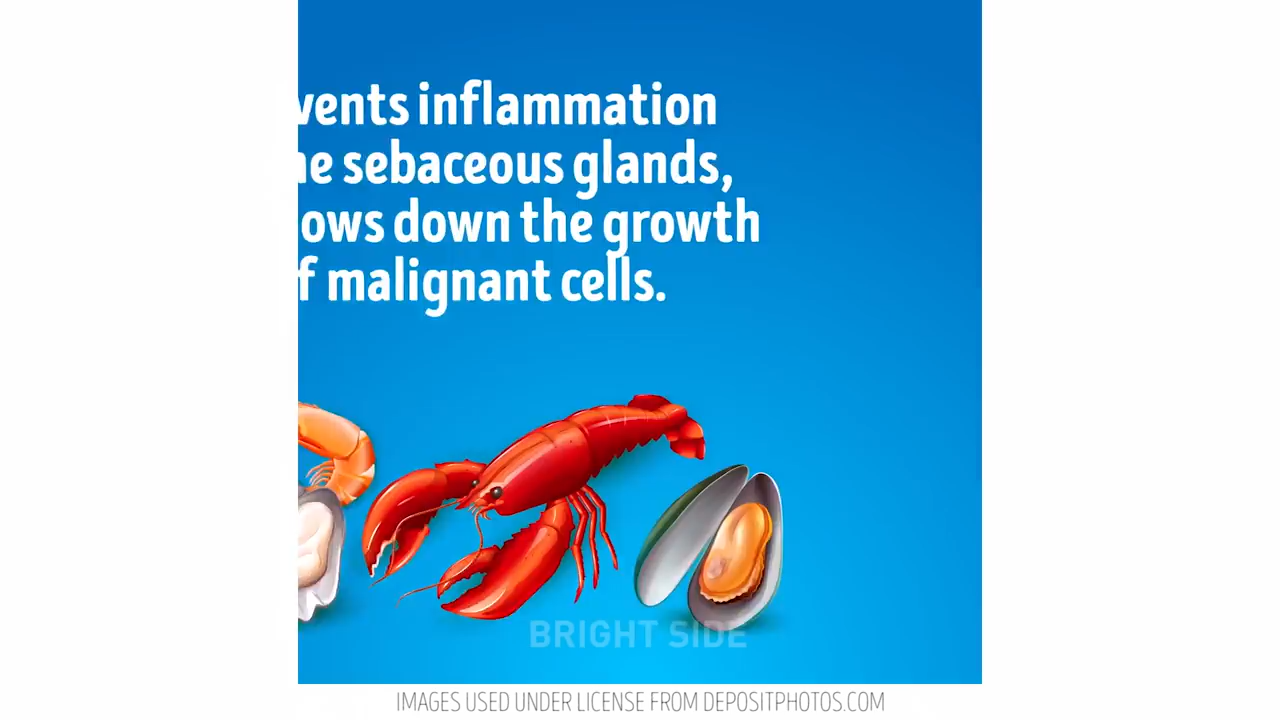 vents inflammation
he sebaceous glands,
ows down the growth
f malignant cells.
BRIGHT SIDE
IMAGES USED UNDER LICENSE FROM DEPOSITPHOTOS.COM